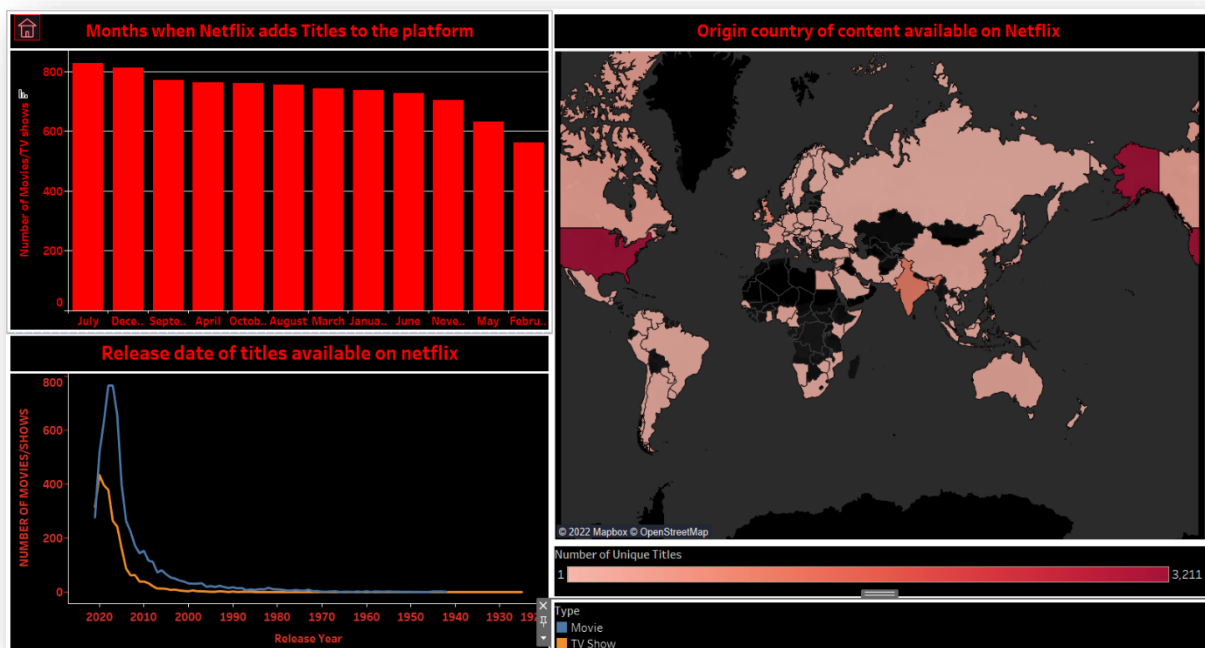 Months when Netflix adds Titles to the platform
Number of Movies/TV shows
800
600
400
200
0
July Dece.. Septe.. April Octob.. August March Janua.. June Nove.. May Febru..
Release date of titles available on netflix
NUMBER OF MOVIES/SHOWS
800
600
400
200
0
2020 2010 2000 1990 1980 1970 1960 1950 1940 1930
Release Year
Origin country of content available on Netflix
© 2022 Mapbox © OpenStreetMap
Number of Unique Titles
1 3,211
Type
Movie
TV Show